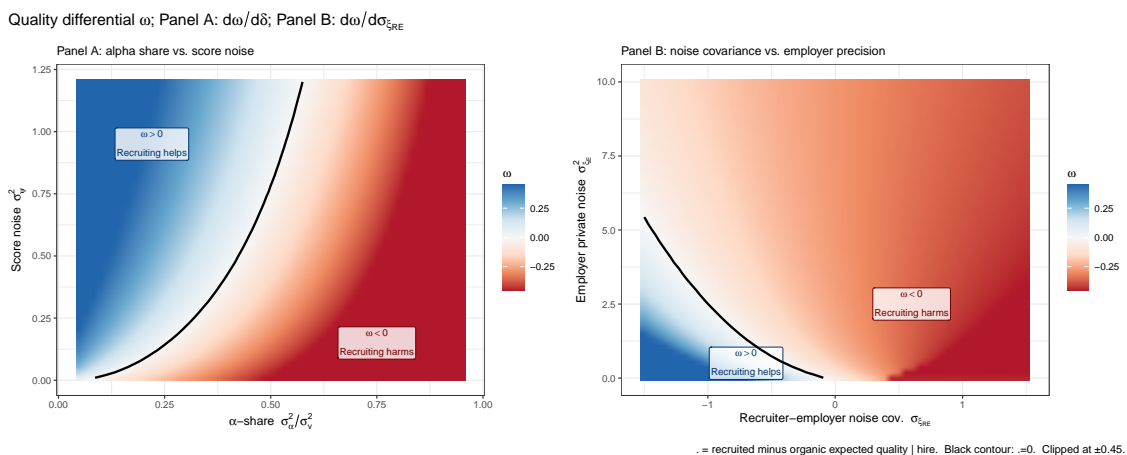 Quality differential ω; Panel A: dω/dδ; Panel B: dω/dσ_ξRE
Panel A: alpha share vs. score noise
1.25
1.00
0.75
0.50
0.25
0.00
Score noise σ²_ψ
ω > 0
Recruiting helps
ω < 0
Recruiting harms
0.00 0.25 0.50 0.75 1.00
α−share σ²_α/σ²_ν
ω
0.25
0.00
−0.25
Panel B: noise covariance vs. employer precision
10.0
7.5
5.0
2.5
0.0
Employer private noise σ²_ξE
ω < 0
Recruiting harms
ω > 0
Recruiting helps
−1 0 1
Recruiter−employer noise cov. σ_ξRE
ω
0.25
0.00
−0.25
. = recruited minus organic expected quality | hire. Black contour: .=0. Clipped at ±0.45.